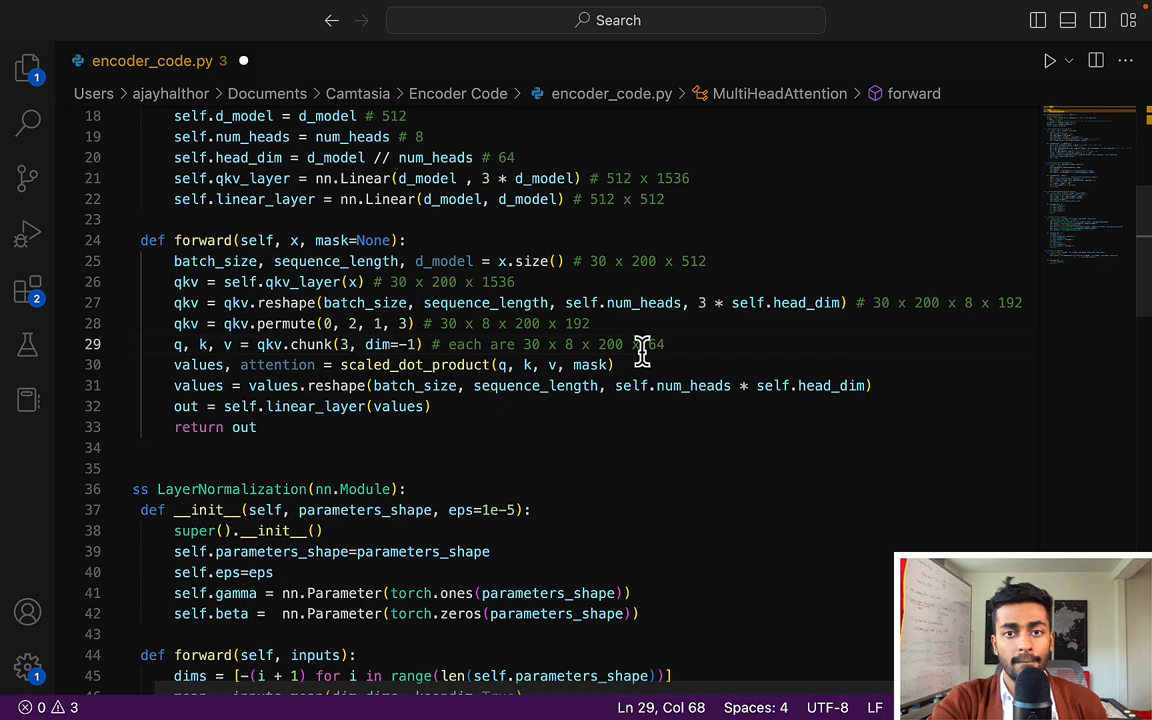 Search
encoder_code.py 3
Users > ajayhalthor > Documents > Camtasia > Encoder Code > encoder_code.py > MultiHeadAttention > forward
18 self.d_model = d_model # 512
19 self.num_heads = num_heads # 8
20 self.head_dim = d_model // num_heads # 64
21 self.qkv_layer = nn.Linear(d_model , 3 * d_model) # 512 x 1536
22 self.linear_layer = nn.Linear(d_model, d_model) # 512 x 512
23
24 def forward(self, x, mask=None):
25 batch_size, sequence_length, d_model = x.size() # 30 x 200 x 512
26 qkv = self.qkv_layer(x) # 30 x 200 x 1536
27 qkv = qkv.reshape(batch_size, sequence_length, self.num_heads, 3 * self.head_dim) # 30 x 200 x 8 x 192
28 qkv = qkv.permute(0, 2, 1, 3) # 30 x 8 x 200 x 192
29 q, k, v = qkv.chunk(3, dim=-1) # each are 30 x 8 x 200 x 64
30 values, attention = scaled_dot_product(q, k, v, mask)
31 values = values.reshape(batch_size, sequence_length, self.num_heads * self.head_dim)
32 out = self.linear_layer(values)
33 return out
34
35
36 ss LayerNormalization(nn.Module):
37 def __init__(self, parameters_shape, eps=1e-5):
38 super().__init__()
39 self.parameters_shape=parameters_shape
40 self.eps=eps
41 self.gamma = nn.Parameter(torch.ones(parameters_shape))
42 self.beta = nn.Parameter(torch.zeros(parameters_shape))
43
44 def forward(self, inputs):
45 dims = [-(i + 1) for i in range(len(self.parameters_shape))]
1
2
1
0 3
Ln 29, Col 68 Spaces: 4 UTF-8 LF